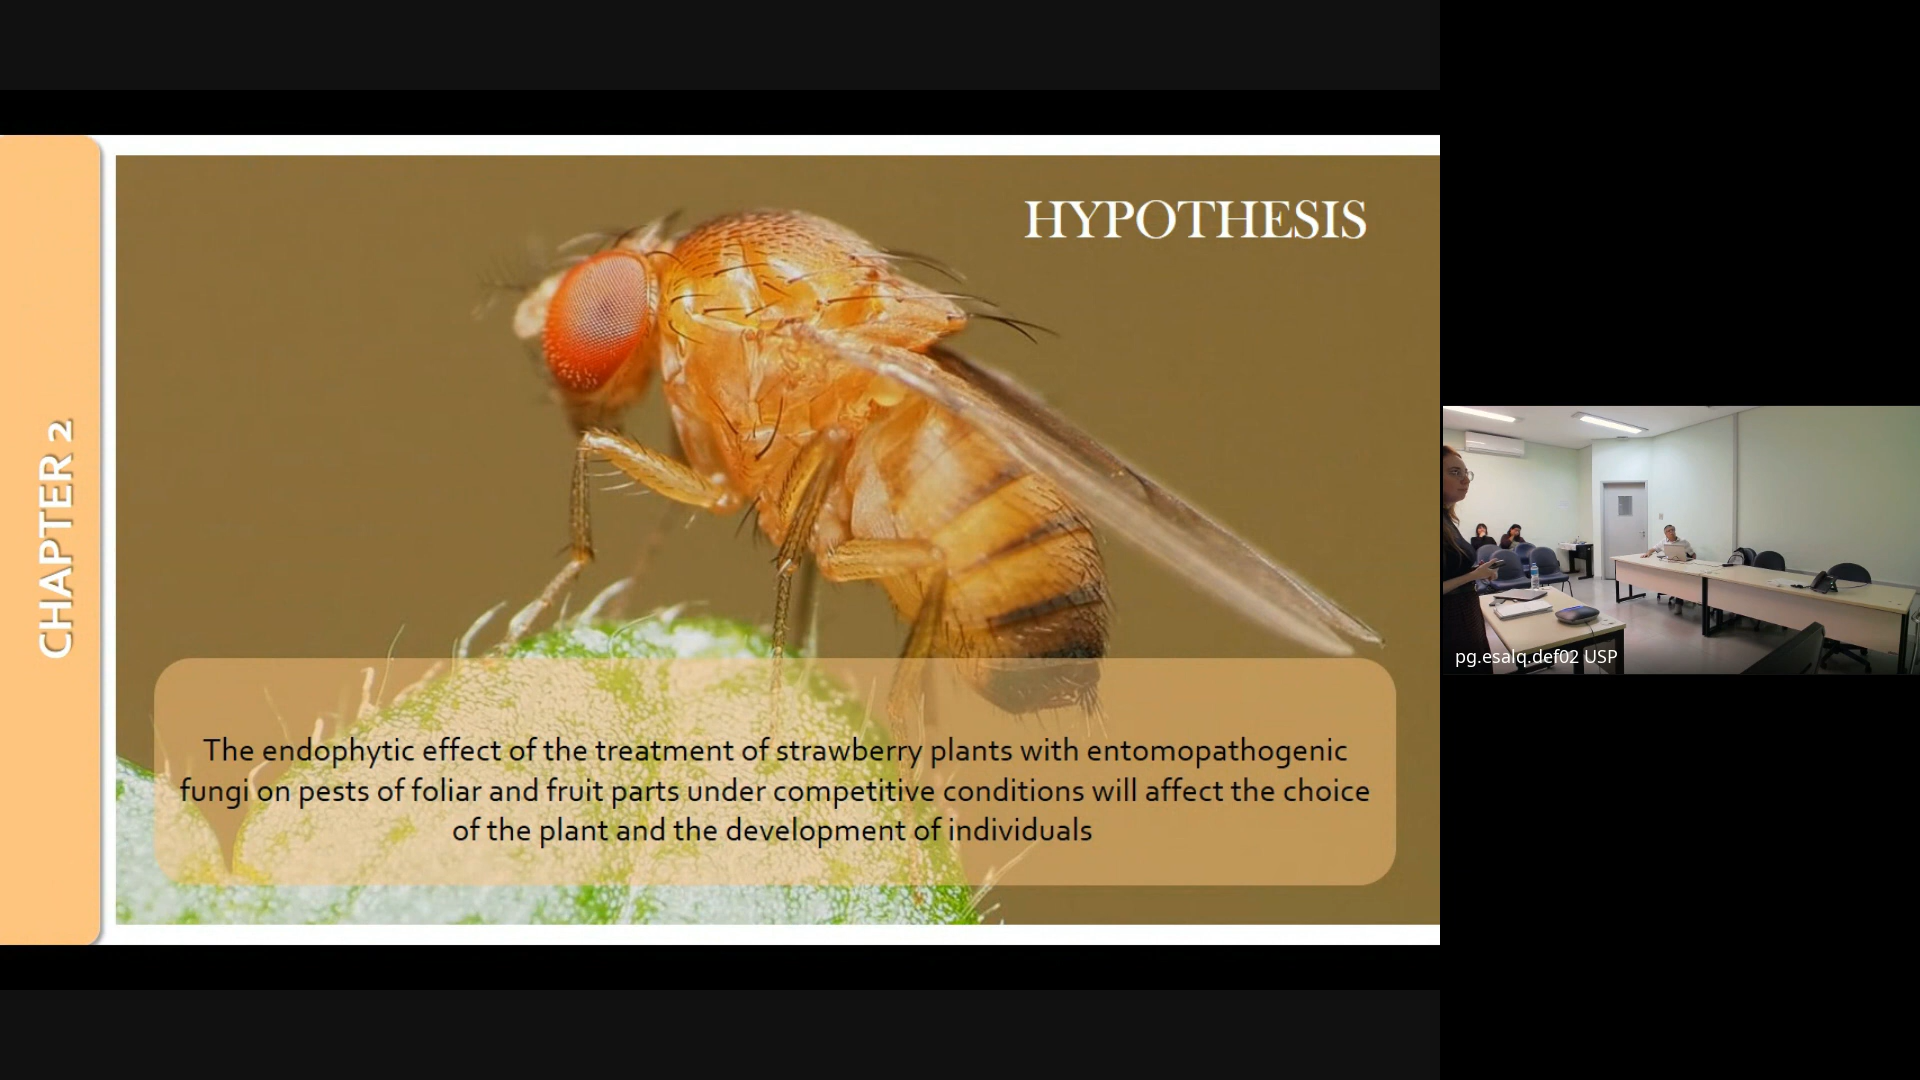 CHAPTER 2
HYPOTHESIS
The endophytic effect of the treatment of strawberry plants with entomopathogenic
fungi on pests of foliar and fruit parts under competitive conditions will affect the choice
of the plant and the development of individuals
pg.esalq.def02 USP